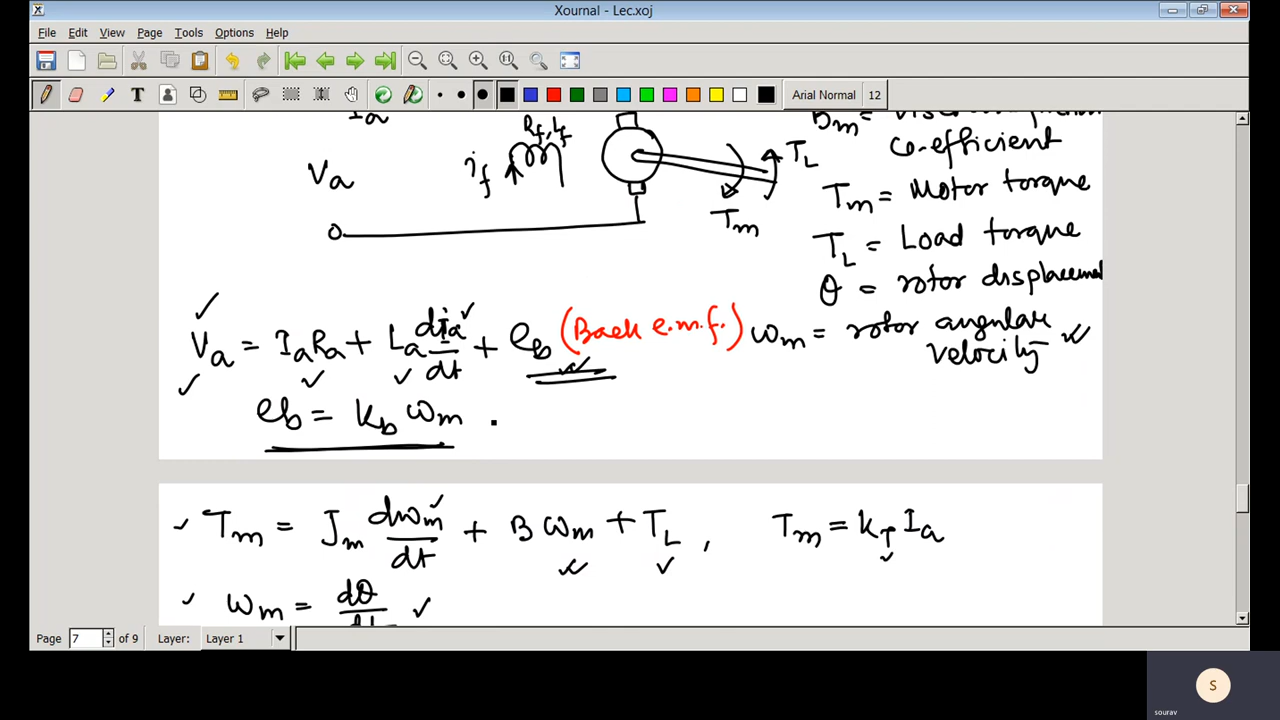 Xournal - Lec.xoj
File Edit View Page Tools Options Help
Arial Normal 12
Rf, Lf
if
Va
TL
Tm
co-efficient
Tm = Motor torque
TL = Load torque
θ = rotor displacement
ωm = rotor angular velocity
Va = IaRa + La dia/dt + eb (Back e.m.f.)
eb = kb ωm .
Tm = Jm dωm/dt + B ωm + TL , Tm = kT Ia
ωm = dθ
Page 7 of 9 Layer: Layer 1
S
sourav